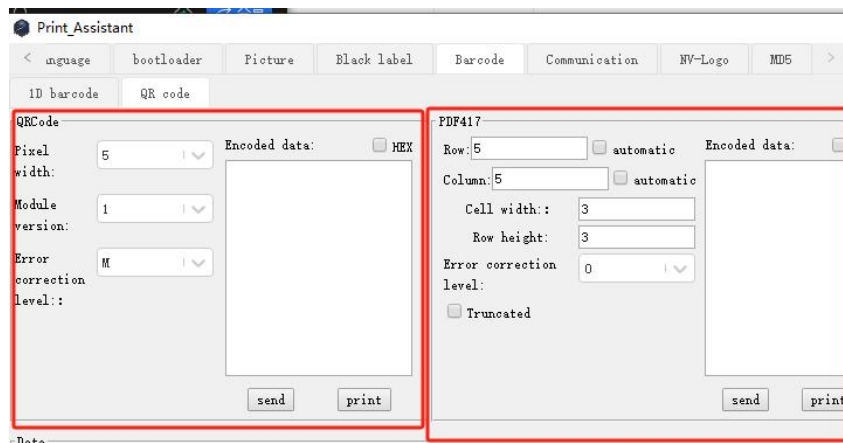 Print_Assistant
bootloader Picture Black label Barcode Communication NV-Logo MD5
1D barcode QR code
QRCode
Pixel width: 5
Encoded data: HEX
Module version: 1
Error correction level:: M
send print
PDF417
Row: 5 automatic
Encoded data:
Column: 5 automatic
Cell width:: 3
Row height: 3
Error correction level: 0
Truncated
send print